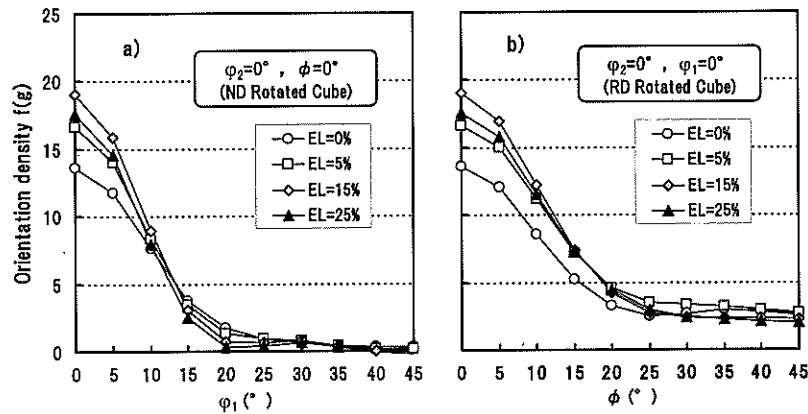 a)
φ2=0° , ϕ=0°
(ND Rotated Cube)
EL=0%
EL=5%
EL=15%
EL=25%
Orientation density f(g)
25
20
15
10
5
0
0 5 10 15 20 25 30 35 40 45
φ1(°)
b)
φ2=0° , φ1=0°
(RD Rotated Cube)
EL=0%
EL=5%
EL=15%
EL=25%
0 5 10 15 20 25 30 35 40 45
ϕ(°)